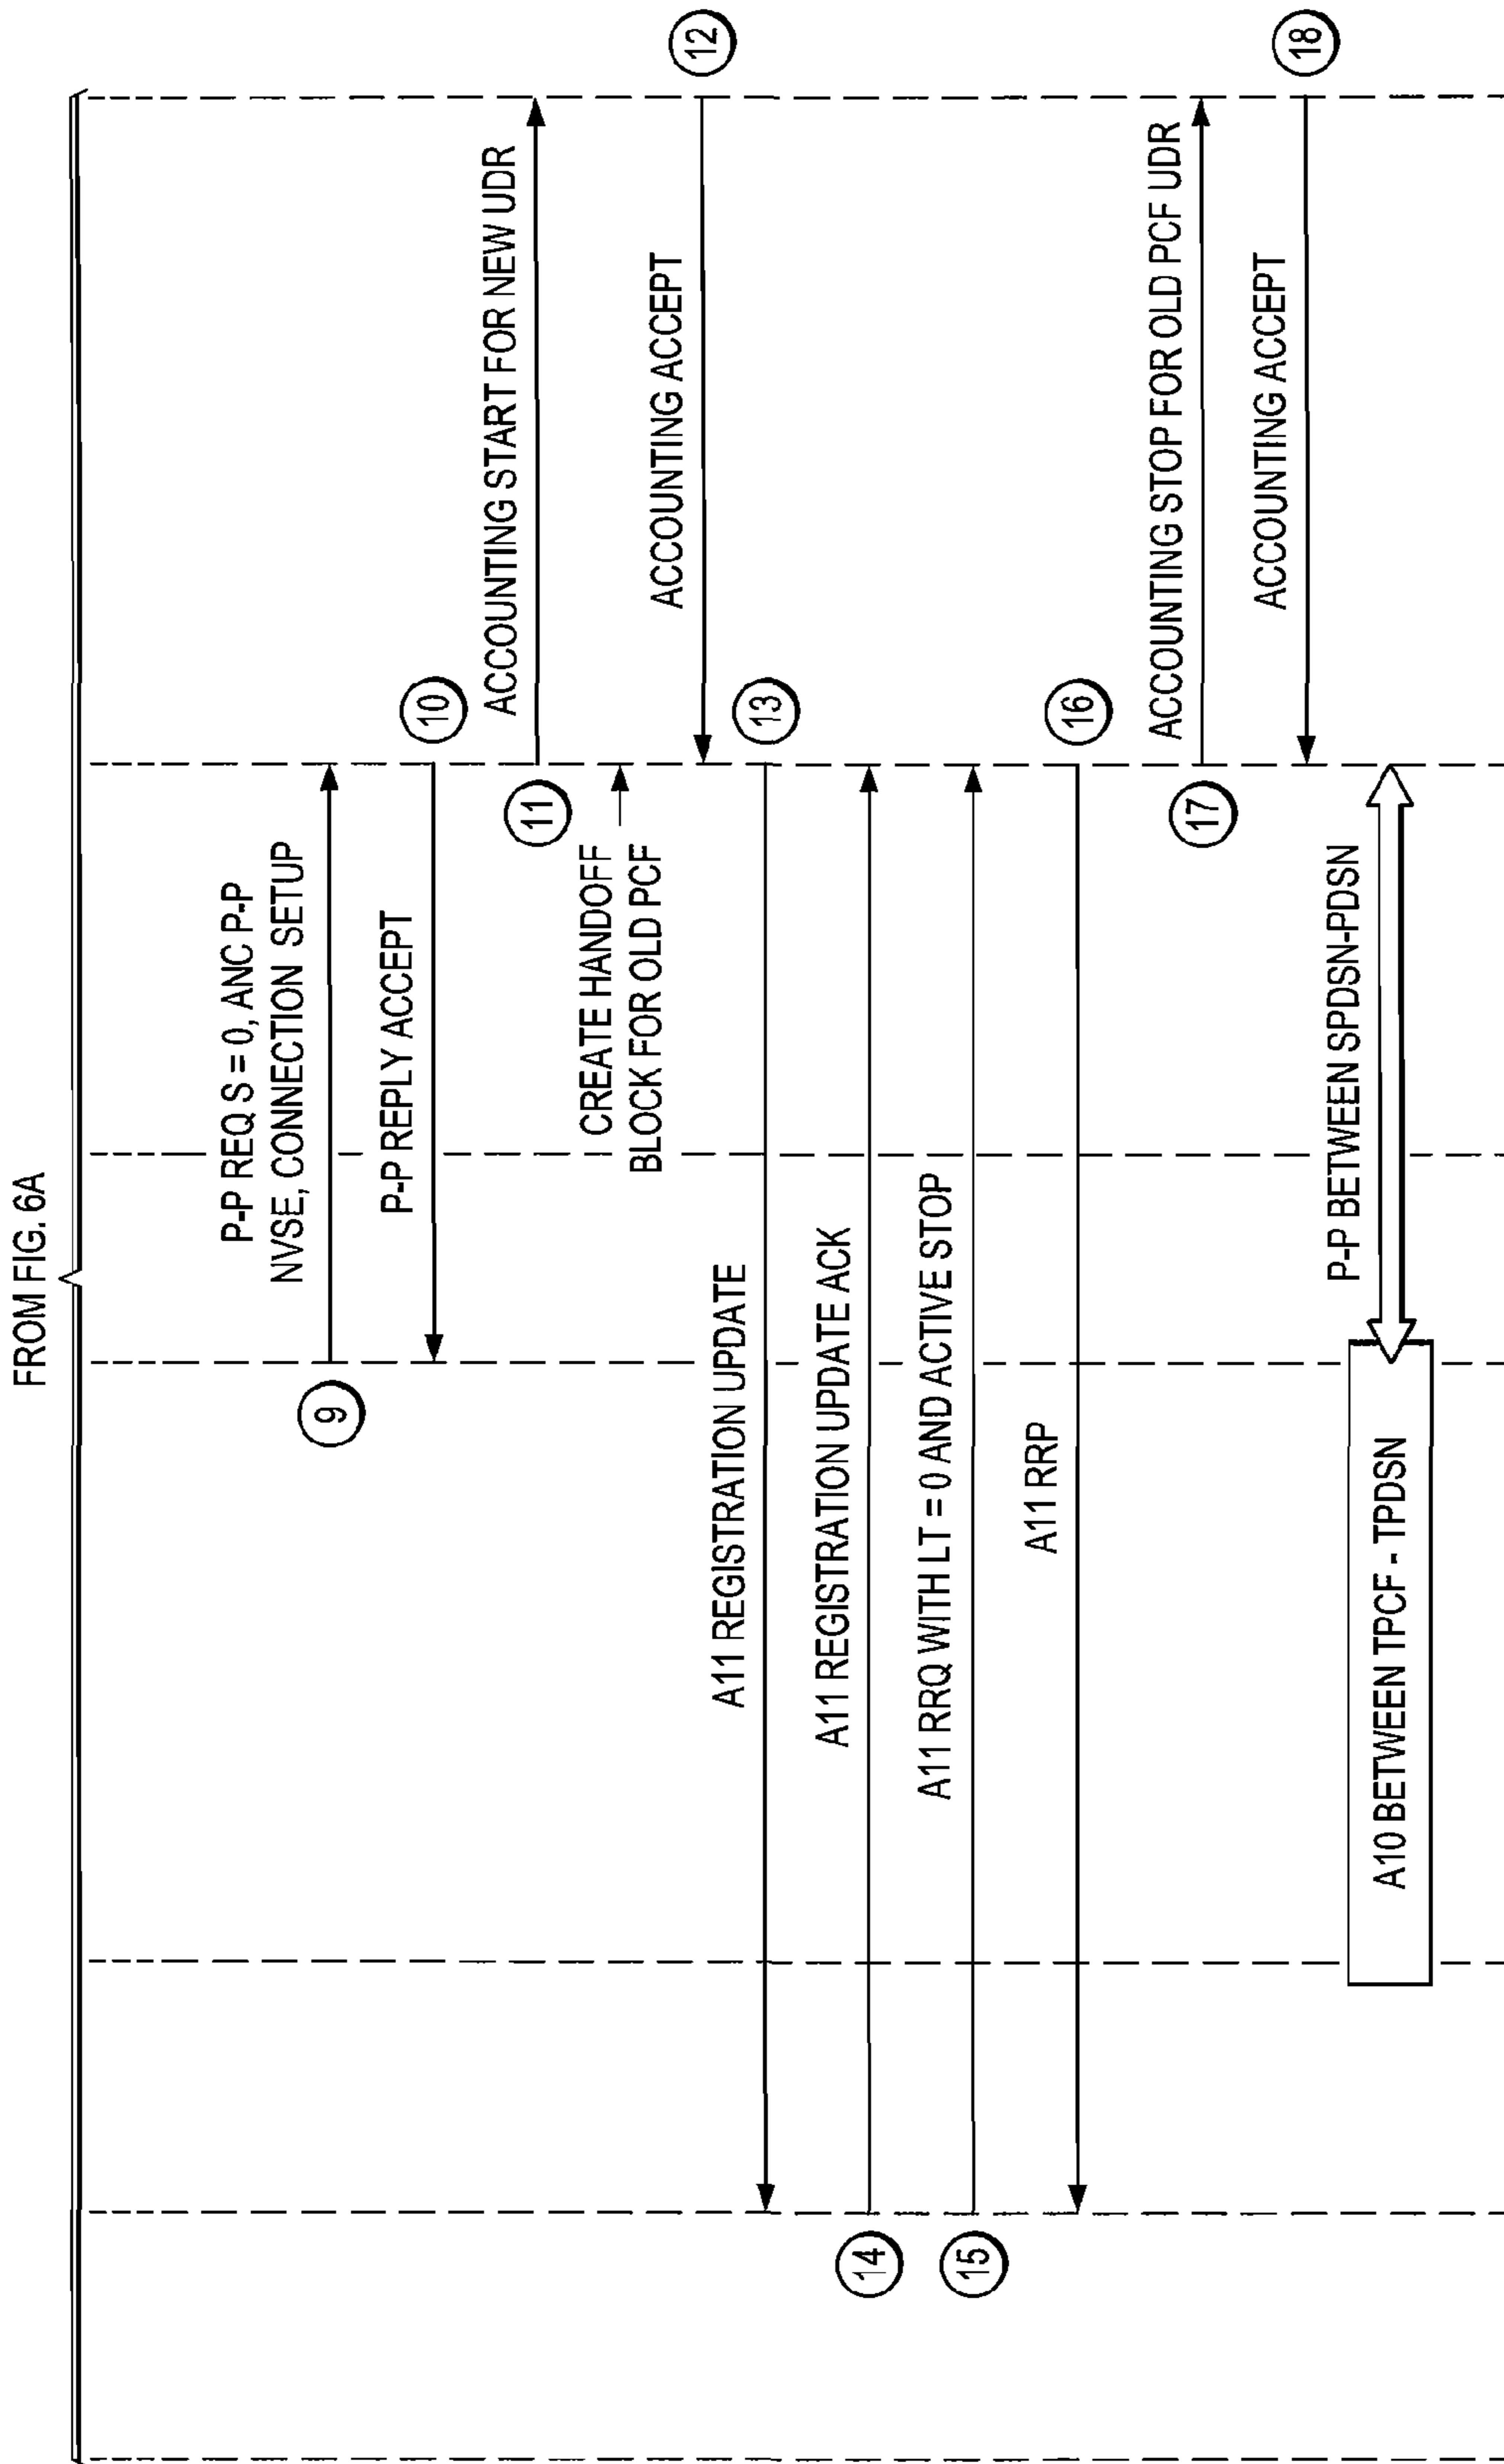 FROM FIG. 6A
9
P-P REQ S = 0, ANC P-P
NVSE, CONNECTION SETUP
P-P REPLY ACCEPT
10
11
ACCOUNTING START FOR NEW UDR
CREATE HANDOFF
BLOCK FOR OLD PCF
ACCOUNTING ACCEPT
12
A11 REGISTRATION UPDATE
13
14
A11 REGISTRATION UPDATE ACK
15
A11 RRQ WITH LT = 0 AND ACTIVE STOP
A11 RRP
16
17
ACCOUNTING STOP FOR OLD PCF UDR
ACCOUNTING ACCEPT
18
P-P BETWEEN SPDSN-PDSN
A10 BETWEEN TPCF - TPDSN